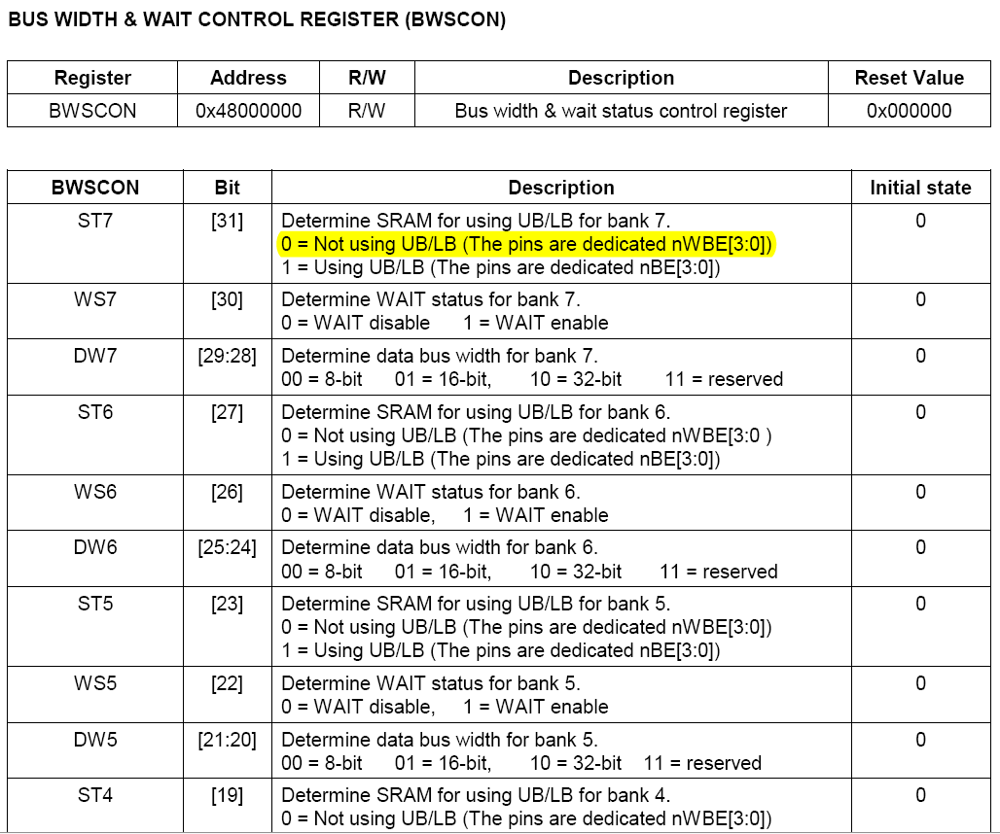 BUS WIDTH & WAIT CONTROL REGISTER (BWSCON)
Register Address R/W Description Reset Value
BWSCON 0x48000000 R/W Bus width & wait status control register 0x000000
BWSCON Bit Description Initial state
ST7 [31] Determine SRAM for using UB/LB for bank 7. 0
0 = Not using UB/LB (The pins are dedicated nWBE[3:0])
1 = Using UB/LB (The pins are dedicated nBE[3:0])
WS7 [30] Determine WAIT status for bank 7. 0
0 = WAIT disable 1 = WAIT enable
DW7 [29:28] Determine data bus width for bank 7. 0
00 = 8-bit 01 = 16-bit, 10 = 32-bit 11 = reserved
ST6 [27] Determine SRAM for using UB/LB for bank 6. 0
0 = Not using UB/LB (The pins are dedicated nWBE[3:0 )
1 = Using UB/LB (The pins are dedicated nBE[3:0])
WS6 [26] Determine WAIT status for bank 6. 0
0 = WAIT disable, 1 = WAIT enable
DW6 [25:24] Determine data bus width for bank 6. 0
00 = 8-bit 01 = 16-bit, 10 = 32-bit 11 = reserved
ST5 [23] Determine SRAM for using UB/LB for bank 5. 0
0 = Not using UB/LB (The pins are dedicated nWBE[3:0])
1 = Using UB/LB (The pins are dedicated nBE[3:0])
WS5 [22] Determine WAIT status for bank 5. 0
0 = WAIT disable, 1 = WAIT enable
DW5 [21:20] Determine data bus width for bank 5. 0
00 = 8-bit 01 = 16-bit, 10 = 32-bit 11 = reserved
ST4 [19] Determine SRAM for using UB/LB for bank 4. 0
0 = Not using UB/LB (The pins are dedicated nWBE[3:0])